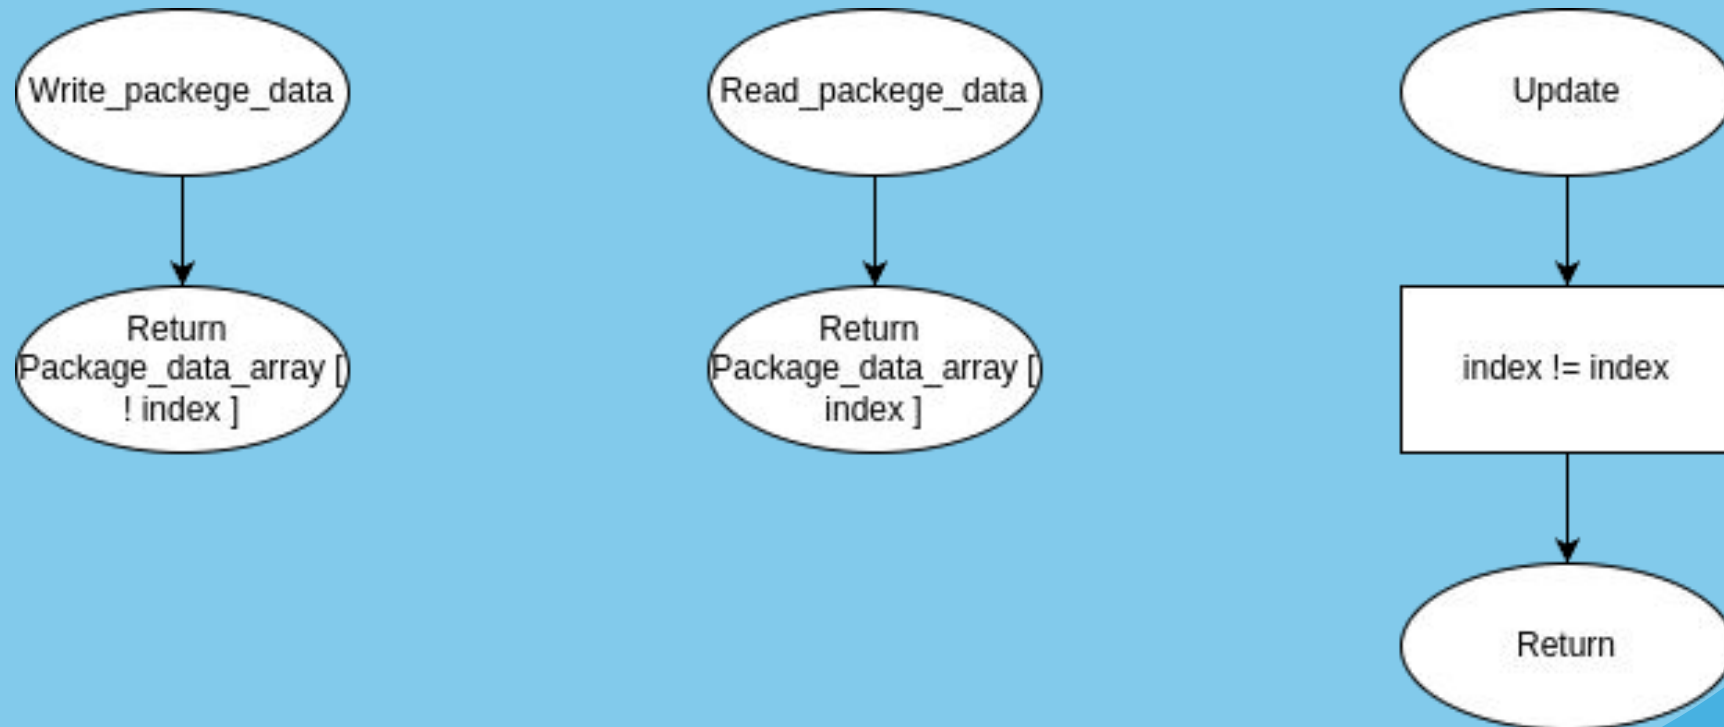 Write_packege_data
Return
Package_data_array [
! index ]
Read_packege_data
Return
Package_data_array [
index ]
Update
index != index
Return